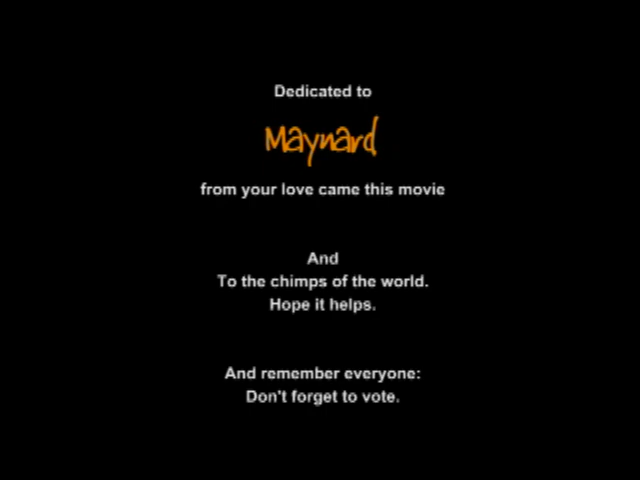 Dedicated to
Maynard
from your love came this movie
And
To the chimps of the world.
Hope it helps.
And remember everyone:
Don't forget to vote.